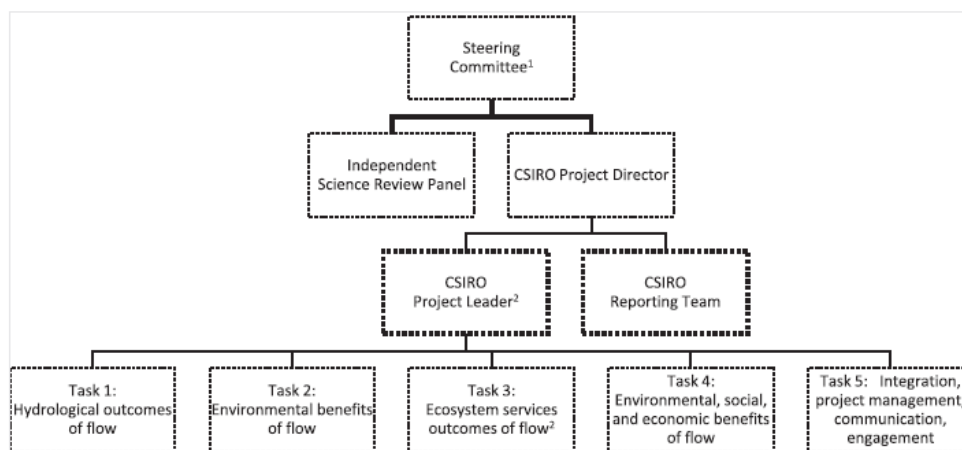 Steering
Committee¹
Independent
Science Review Panel
CSIRO Project Director
CSIRO
Project Leader²
CSIRO
Reporting Team
Task 1:
Hydrological outcomes
of flow
Task 2:
Environmental benefits
of flow
Task 3:
Ecosystem services
outcomes of flow²
Task 4:
Environmental, social,
and economic benefits
of flow
Task 5: Integration,
project management,
communication,
engagement